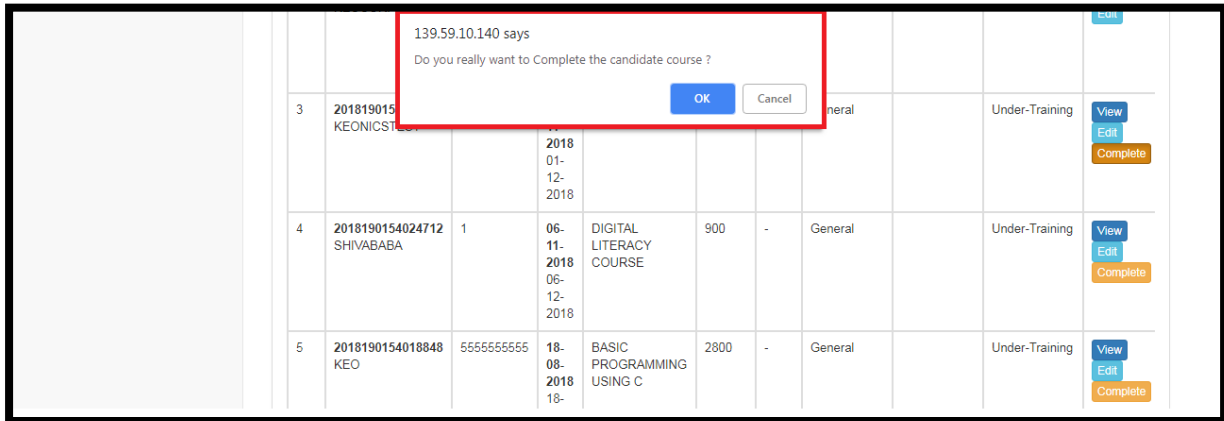 Edit
139.59.10.140 says
Do you really want to Complete the candidate course ?
OK Cancel
3 201819015 General Under-Training View
KEONICSTEST
2018 Edit
01- Complete
12-
2018
4 2018190154024712 1 06- DIGITAL 900 - General Under-Training View
SHIVABABA 11- LITERACY Edit
2018 COURSE Complete
06-
12-
2018
5 2018190154018848 5555555555 18- BASIC 2800 - General Under-Training View
KEO 08- PROGRAMMING Edit
2018 USING C Complete
18-